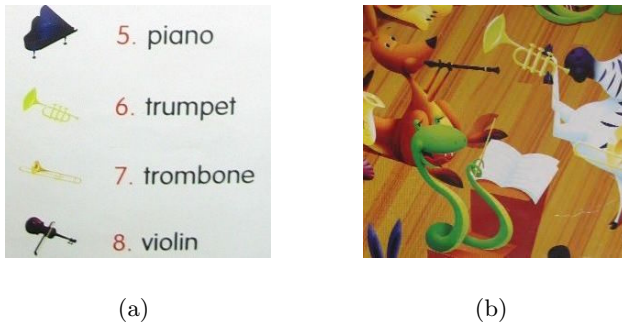 5. piano
6. trumpet
7. trombone
8. violin
(a)
(b)